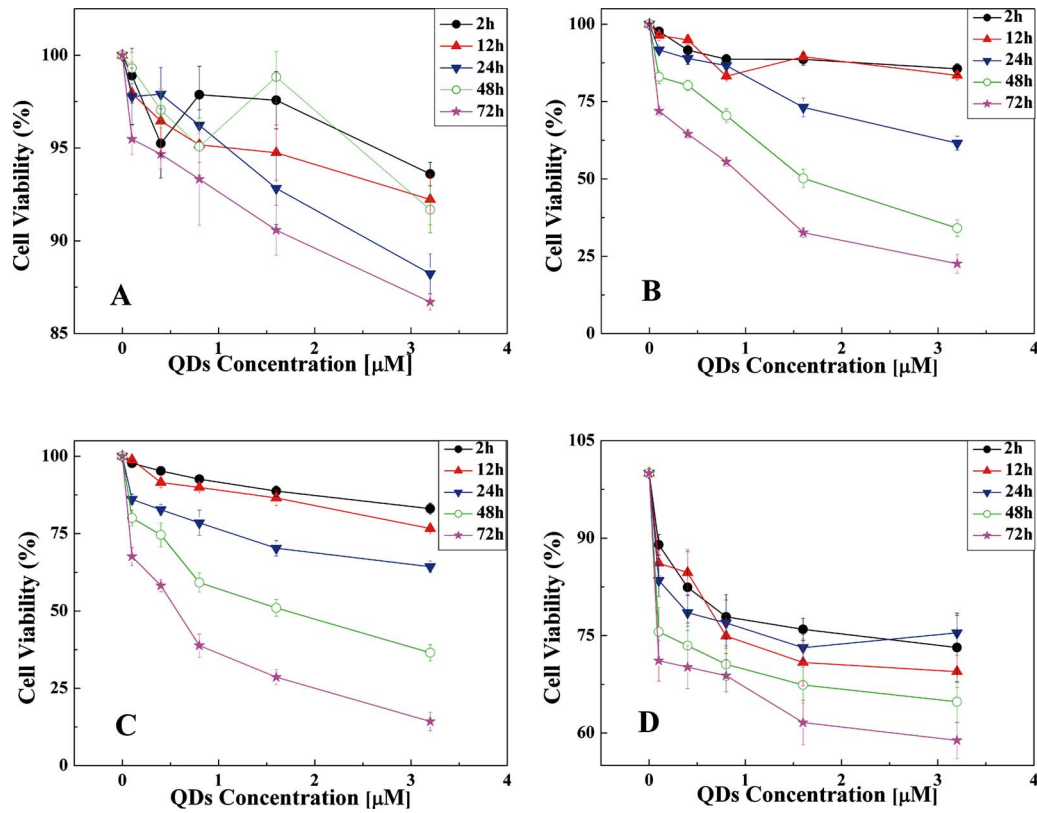 2h
12h
24h
48h
72h
100
95
90
85
Cell Viability (%)
A
0 1 2 3 4
QDs Concentration [μM]
2h
12h
24h
48h
72h
100
75
50
25
0
Cell Viability (%)
B
0 1 2 3 4
QDs Concentration [μM]
2h
12h
24h
48h
72h
100
75
50
25
0
Cell Viability (%)
C
0 1 2 3 4
QDs Concentration [μM]
2h
12h
24h
48h
72h
105
90
75
60
Cell Viability (%)
D
0 1 2 3 4
QDs Concentration [μM]